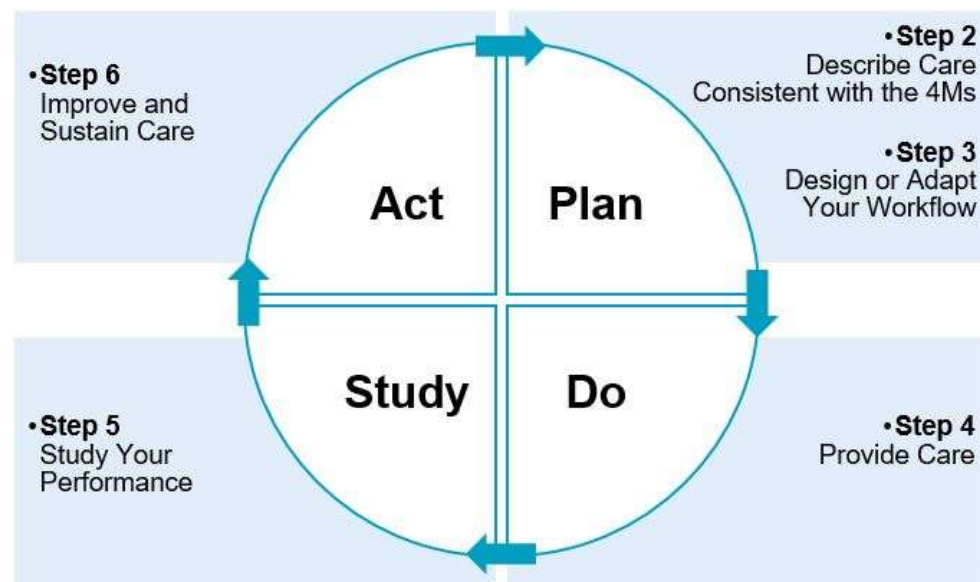 •Step 6
Improve and
Sustain Care
•Step 2
Describe Care
Consistent with the 4Ms
•Step 3
Design or Adapt
Your Workflow
Act
Plan
Study
Do
•Step 5
Study Your
Performance
•Step 4
Provide Care